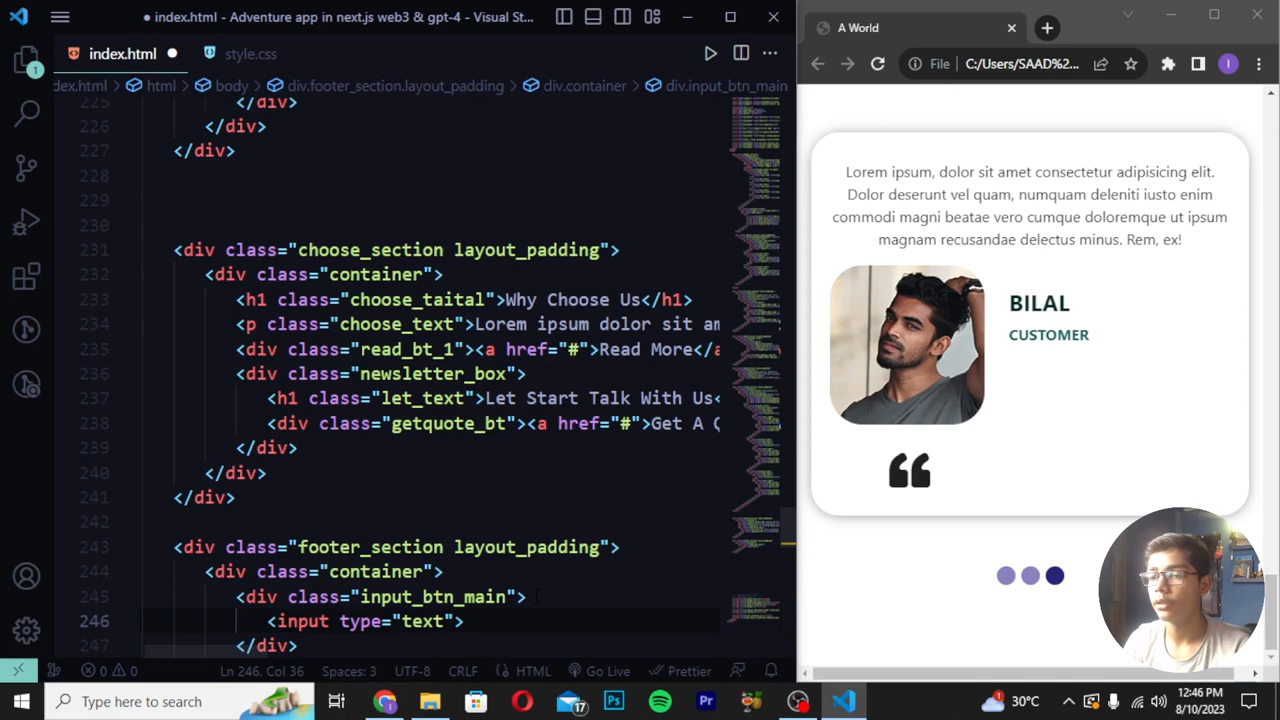 index.html - Adventure app in next.js web3 & gpt-4 - Visual St...
index.html
style.css
dex.html > html > body > div.footer_section.layout_padding > div.container > div.input_btn_main
225 </div>
226 </div>
227 </div>
228
229
230
231 <div class="choose_section layout_padding">
232 <div class="container">
233 <h1 class="choose_taital">Why Choose Us</h1>
234 <p class="choose_text">Lorem ipsum dolor sit am
235 <div class="read_bt_1"><a href="#">Read More</a
236 <div class="newsletter_box">
237 <h1 class="let_text">Let Start Talk With Us<
238 <div class="getquote_bt"><a href="#">Get A Q
239 </div>
240 </div>
241 </div>
242
243 <div class="footer_section layout_padding">
244 <div class="container">
245 <div class="input_btn_main">
246 <input type="text">
247 </div>
1
0 0 Ln 246, Col 36 Spaces: 3 UTF-8 CRLF HTML Go Live Prettier
A World
File C:/Users/SAAD%2...
I
Lorem ipsum, dolor sit amet consectetur adipisicing elit.
Dolor deserunt vel quam, numquam deleniti iusto enim
commodi magni beatae vero cumque doloremque ut ipsum
magnam recusandae delectus minus. Rem, ex!
BILAL
CUSTOMER
Type here to search
17
Ps
Pr
1
30°C
12:46 PM
8/10/2023